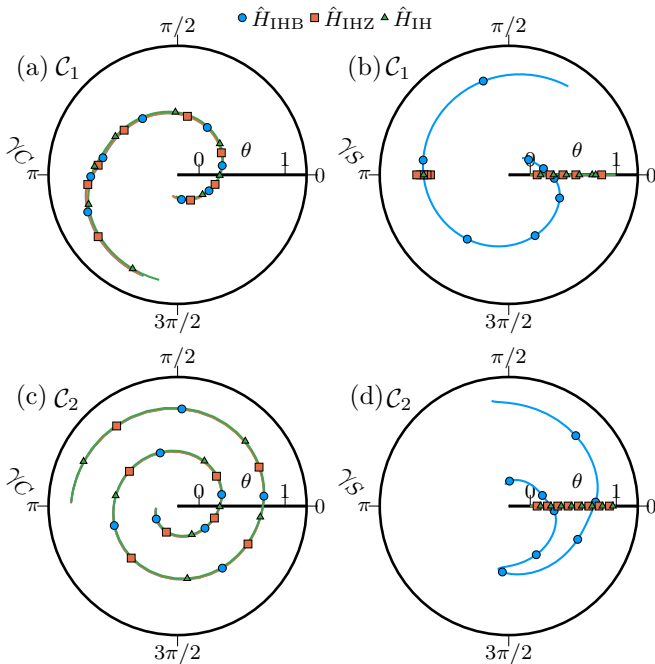 Ĥ_IHB Ĥ_IHZ Ĥ_IH
π/2 π/2
(a) C₁ (b) C₁
γ_C 0 θ 1 γ_S 0 θ 1
π 0 π 0
3π/2 3π/2
π/2 π/2
(c) C₂ (d) C₂
γ_C 0 θ 1 γ_S 0 θ 1
π 0 π 0
3π/2 3π/2